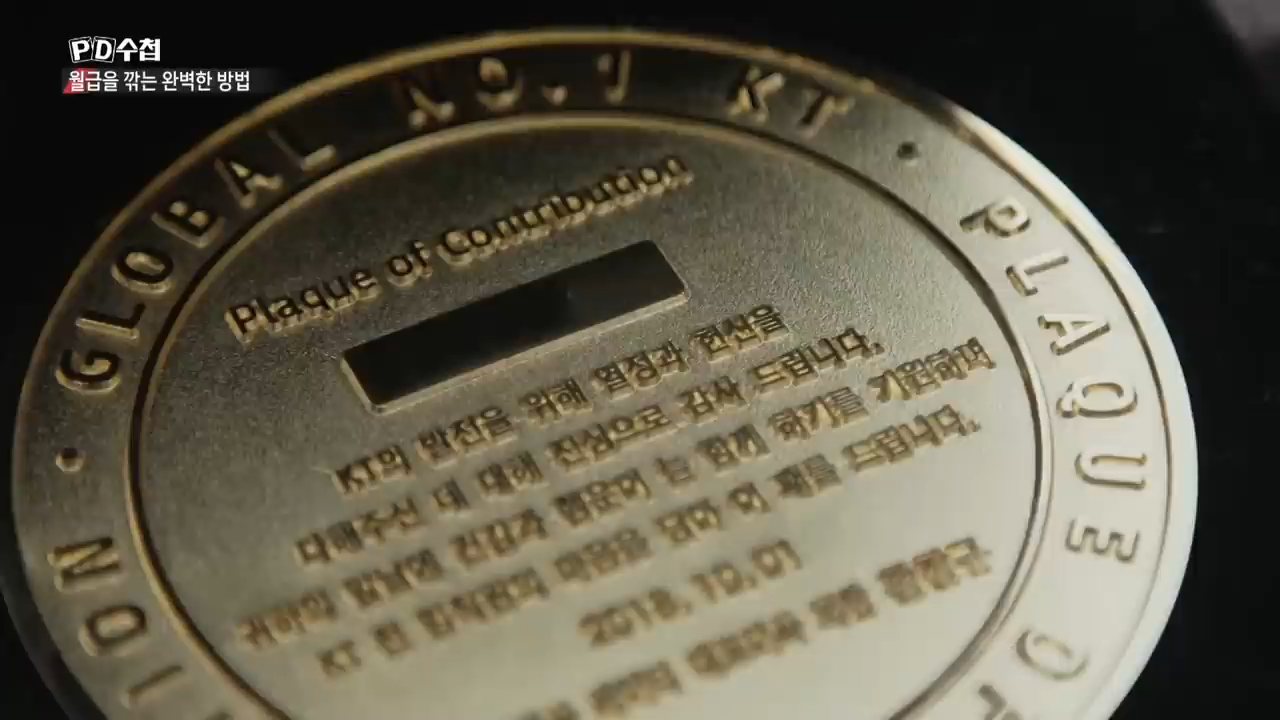 PD수첩
월급을 깎는 완벽한 방법
GLOBAL NO.1 KT · PLAQUE OF
ION ·
Plaque of Contribution
KT의 발전을 위해 열정과 헌신을
다해주신 데 대해 진심으로 감사 드립니다.
귀하의 앞날에 건강과 행운이 늘 함께 하기를 기원하며
KT 전 임직원의 마음을 담아 이 패를 드립니다.
10. 01